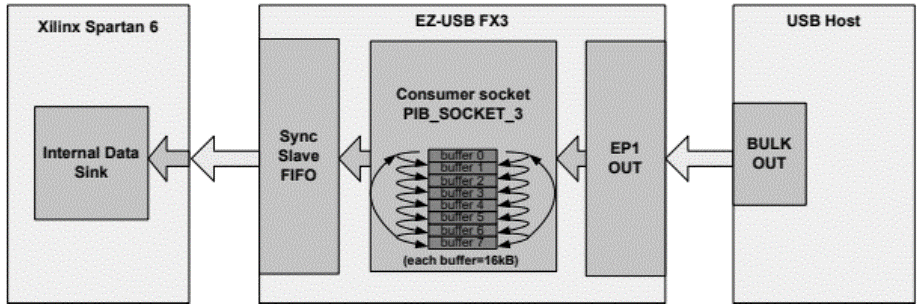 Xilinx Spartan 6
EZ-USB FX3
USB Host
Internal Data
Sink
Sync
Slave
FIFO
Consumer socket
PIB_SOCKET_3
buffer 0
buffer 1
buffer 2
buffer 3
buffer 4
buffer 5
buffer 6
buffer 7
(each buffer=16kB)
EP1
OUT
BULK
OUT